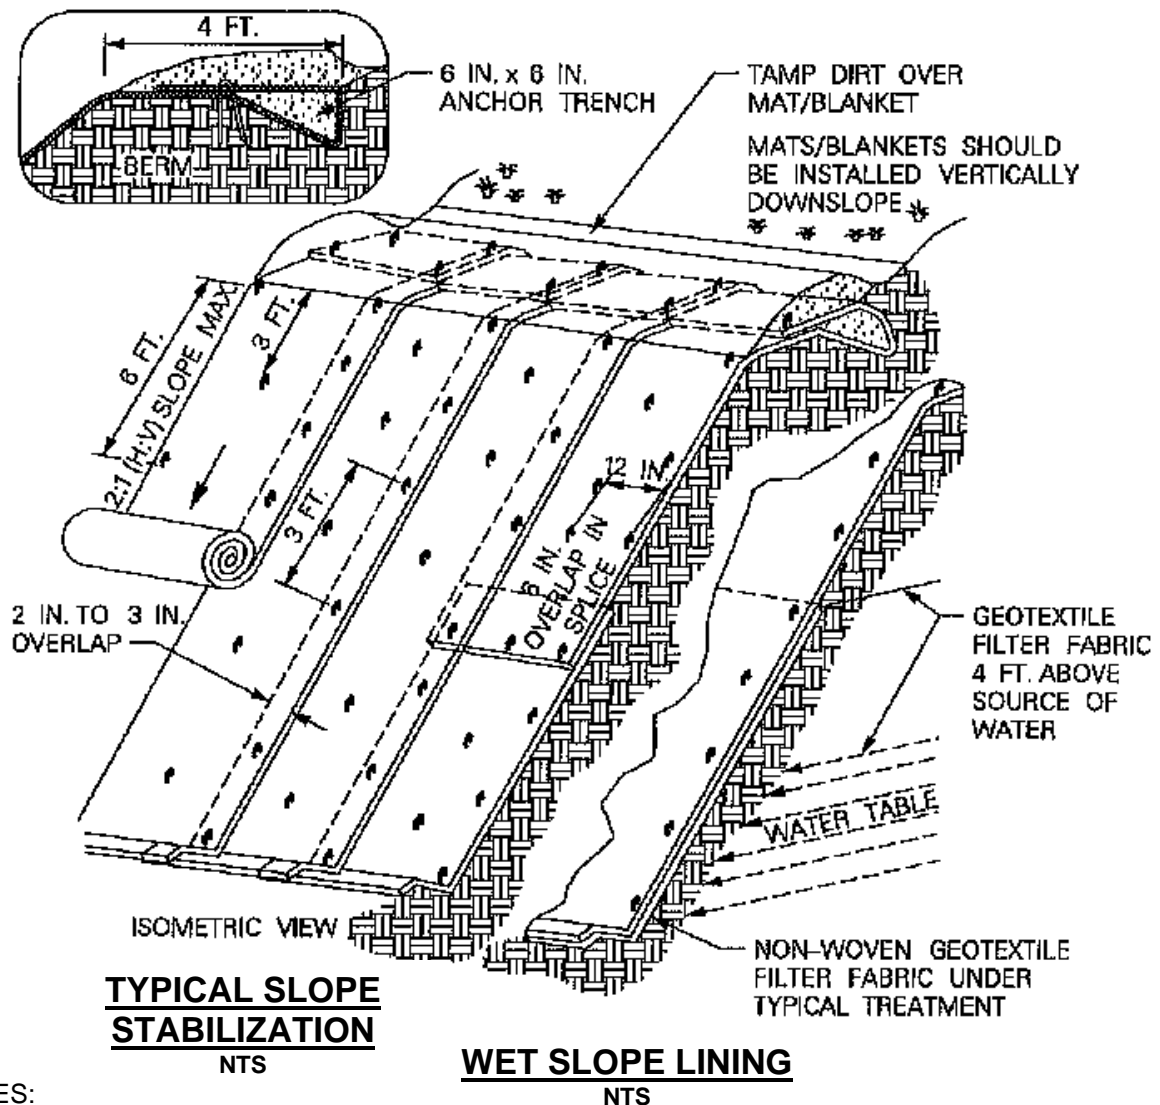 4 FT.
6 IN. x 6 IN.
ANCHOR TRENCH
BERM
TAMP DIRT OVER
MAT/BLANKET
MATS/BLANKETS SHOULD
BE INSTALLED VERTICALLY
DOWNSLOPE
6 FT.
2:1 (H:V) SLOPE MAX.
3 FT.
3 FT.
12 IN
6 IN.
OVERLAP IN
SPLICE
2 IN. TO 3 IN.
OVERLAP
GEOTEXTILE
FILTER FABRIC
4 FT. ABOVE
SOURCE OF
WATER
WATER TABLE
ISOMETRIC VIEW
NON-WOVEN GEOTEXTILE
FILTER FABRIC UNDER
TYPICAL TREATMENT
TYPICAL SLOPE
STABILIZATION
NTS
WET SLOPE LINING
NTS
ES: